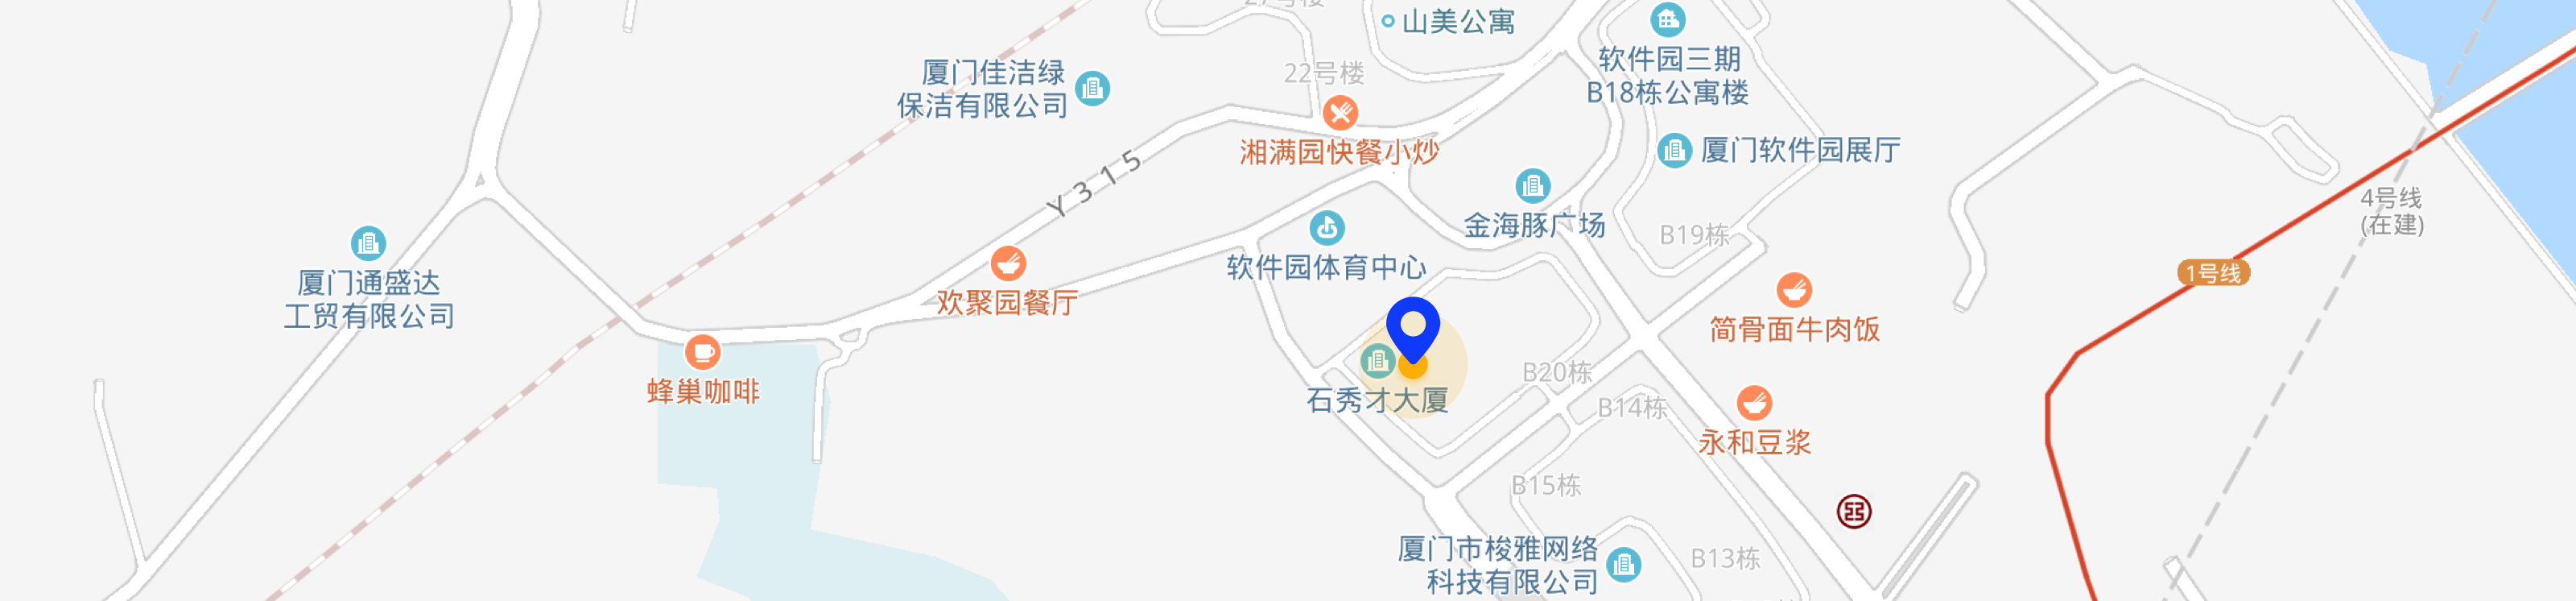 27号楼
山美公寓
22号楼
厦门佳洁绿
保洁有限公司
软件园三期
B18栋公寓楼
湘满园快餐小炒
厦门软件园展厅
Y315
金海豚广场
B19栋
4号线
(在建)
厦门通盛达
工贸有限公司
欢聚园餐厅
软件园体育中心
1号线
简骨面牛肉饭
蜂巢咖啡
石秀才大厦
B20栋
B14栋
永和豆浆
B15栋
厦门市梭雅网络
科技有限公司
B13栋